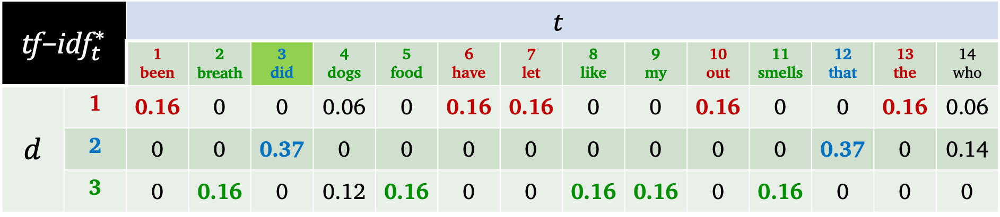 tf–idf*t t
1 2 3 4 5 6 7 8 9 10 11 12 13 14
been breath did dogs food have let like my out smells that the who
d
1 0.16 0 0 0.06 0 0.16 0.16 0 0 0.16 0 0 0.16 0.06
2 0 0 0.37 0 0 0 0 0 0 0 0 0.37 0 0.14
3 0 0.16 0 0.12 0.16 0 0 0.16 0.16 0 0.16 0 0 0